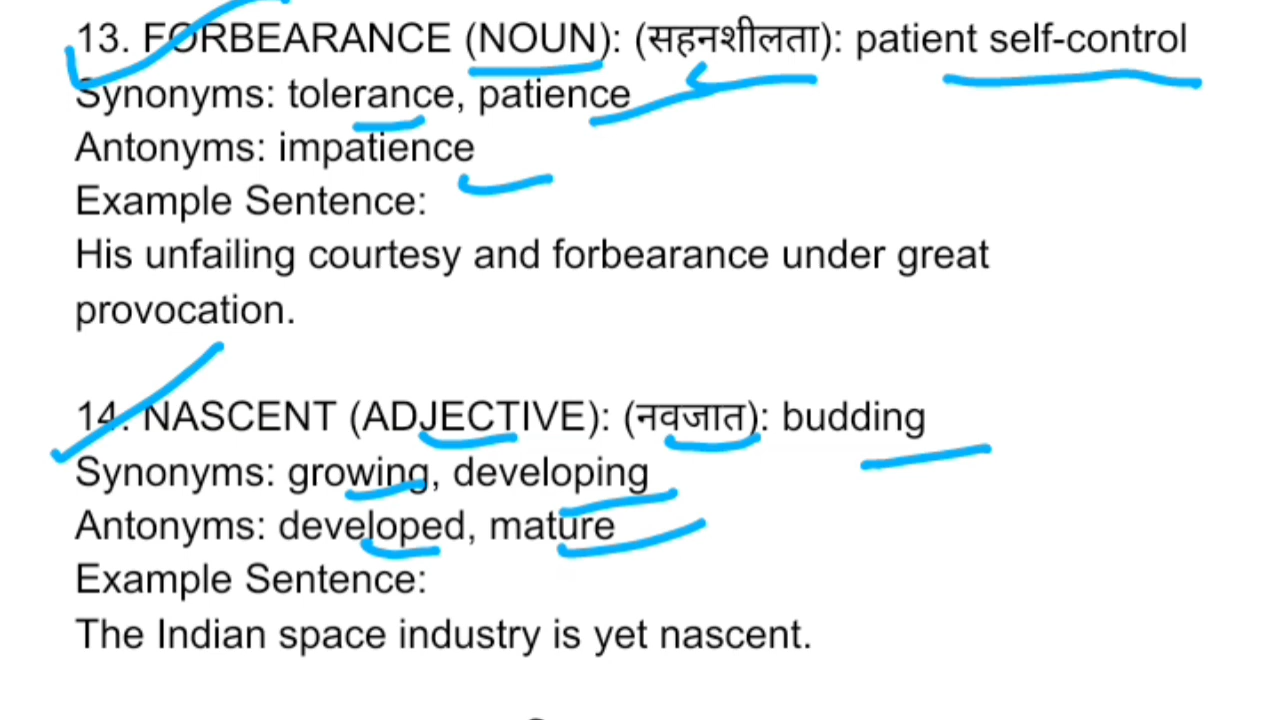 13. FORBEARANCE (NOUN): (सहनशीलता): patient self-control
Synonyms: tolerance, patience
Antonyms: impatience
Example Sentence:
His unfailing courtesy and forbearance under great
provocation.
14. NASCENT (ADJECTIVE): (नवजात): budding
Synonyms: growing, developing
Antonyms: developed, mature
Example Sentence:
The Indian space industry is yet nascent.